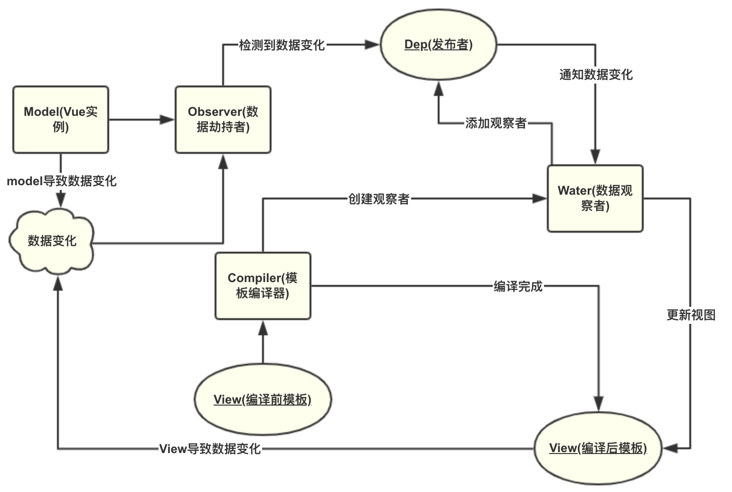 Dep(发布者)
检测到数据变化
通知数据变化
Model(Vue实
例)
Observer(数
据劫持者)
添加观察者
model导致数据变化
Water(数据观
察者)
创建观察者
数据变化
Compiler(模
板编译器)
编译完成
更新视图
View(编译前模板)
View导致数据变化
View(编译后模板)